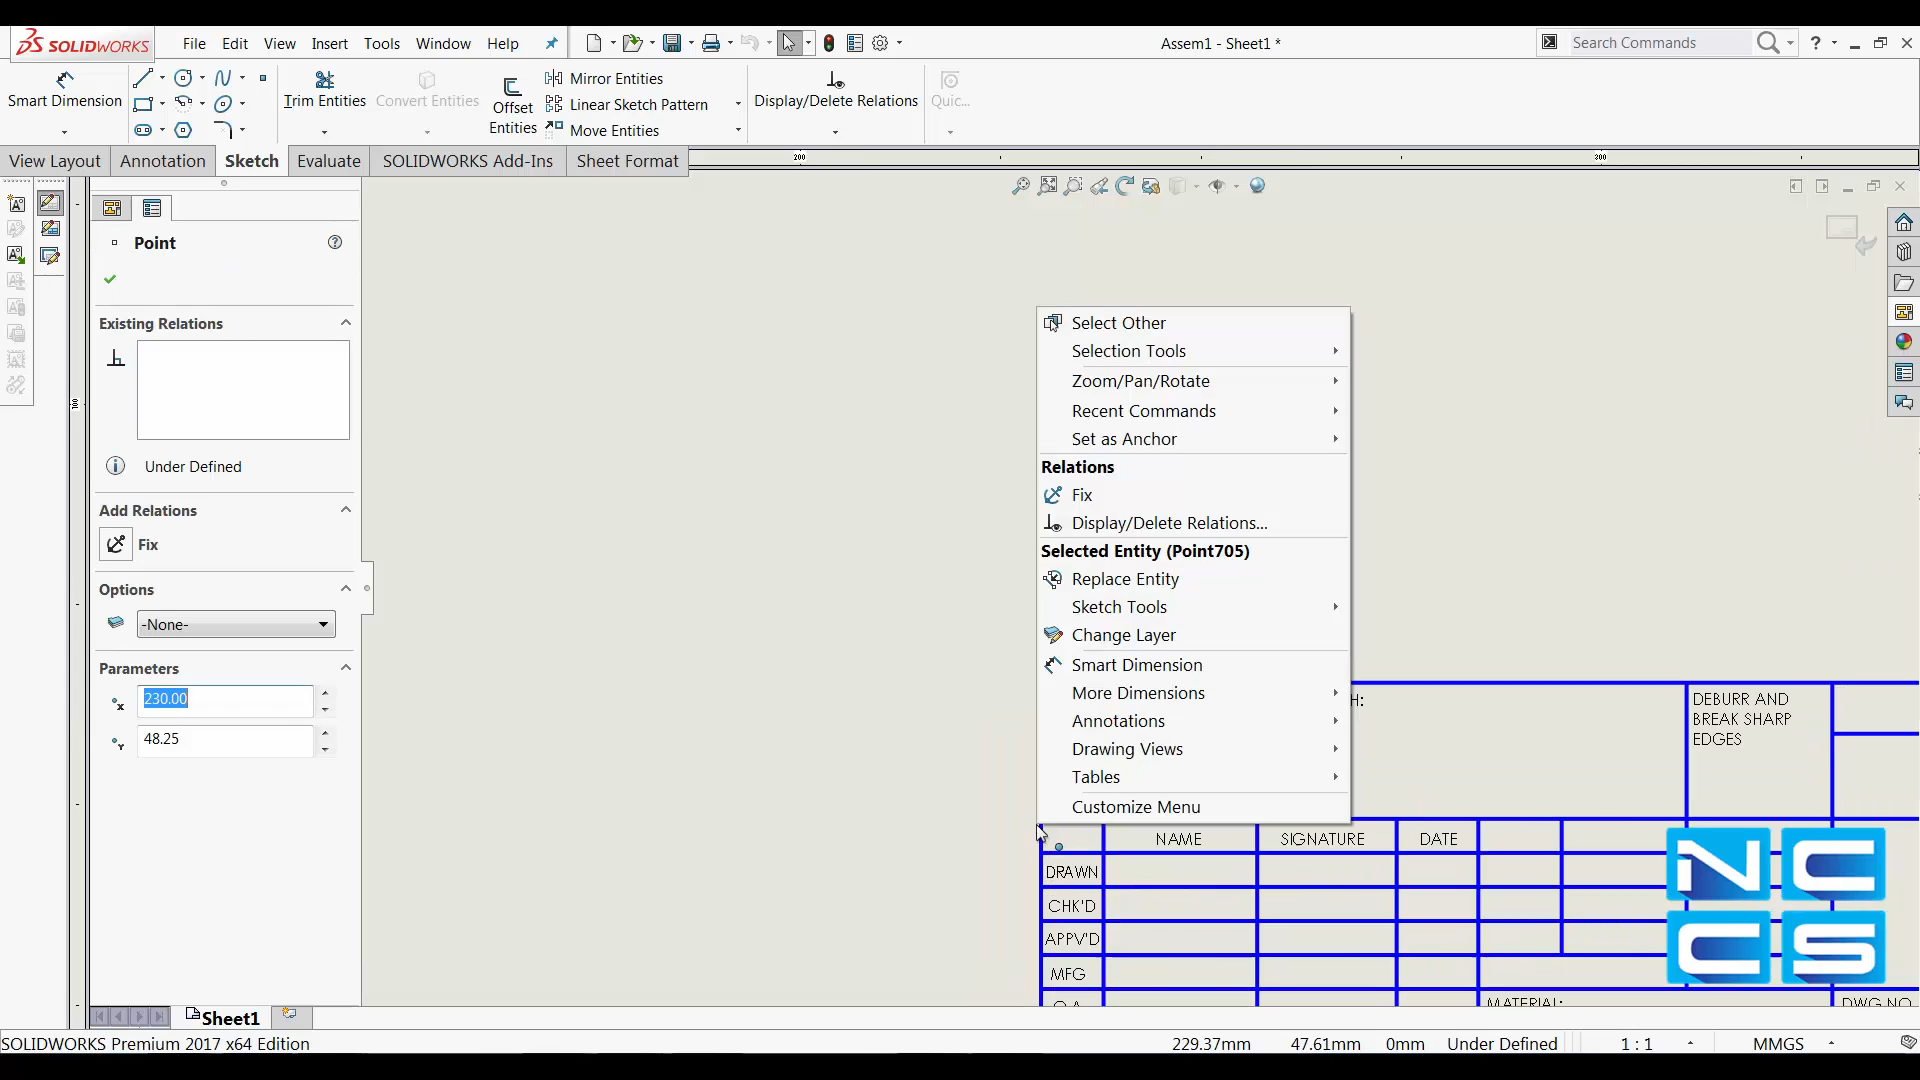 SOLIDWORKS
File Edit View Insert Tools Window Help
Assem1 - Sheet1 *
Search Commands
?
Smart Dimension
Trim Entities
Convert Entities
Offset
Entities
Mirror Entities
Linear Sketch Pattern
Move Entities
Display/Delete Relations
Quic...
View Layout
Annotation
Sketch
Evaluate
SOLIDWORKS Add-Ins
Sheet Format
200
300
100
Point
Existing Relations
Under Defined
Add Relations
Fix
Options
-None-
Parameters
230.00
48.25
Select Other
Selection Tools
Zoom/Pan/Rotate
Recent Commands
Set as Anchor
Relations
Fix
Display/Delete Relations...
Selected Entity (Point705)
Replace Entity
Sketch Tools
Change Layer
Smart Dimension
More Dimensions
Annotations
Drawing Views
Tables
Customize Menu
H:
DEBURR AND
BREAK SHARP
EDGES
NAME SIGNATURE DATE
DRAWN
CHK'D
APPV'D
MFG
Q.A
MATERIAL:
DWG NO.
NC
CS
Sheet1
SOLIDWORKS Premium 2017 x64 Edition
229.37mm 47.61mm 0mm Under Defined 1 : 1 MMGS